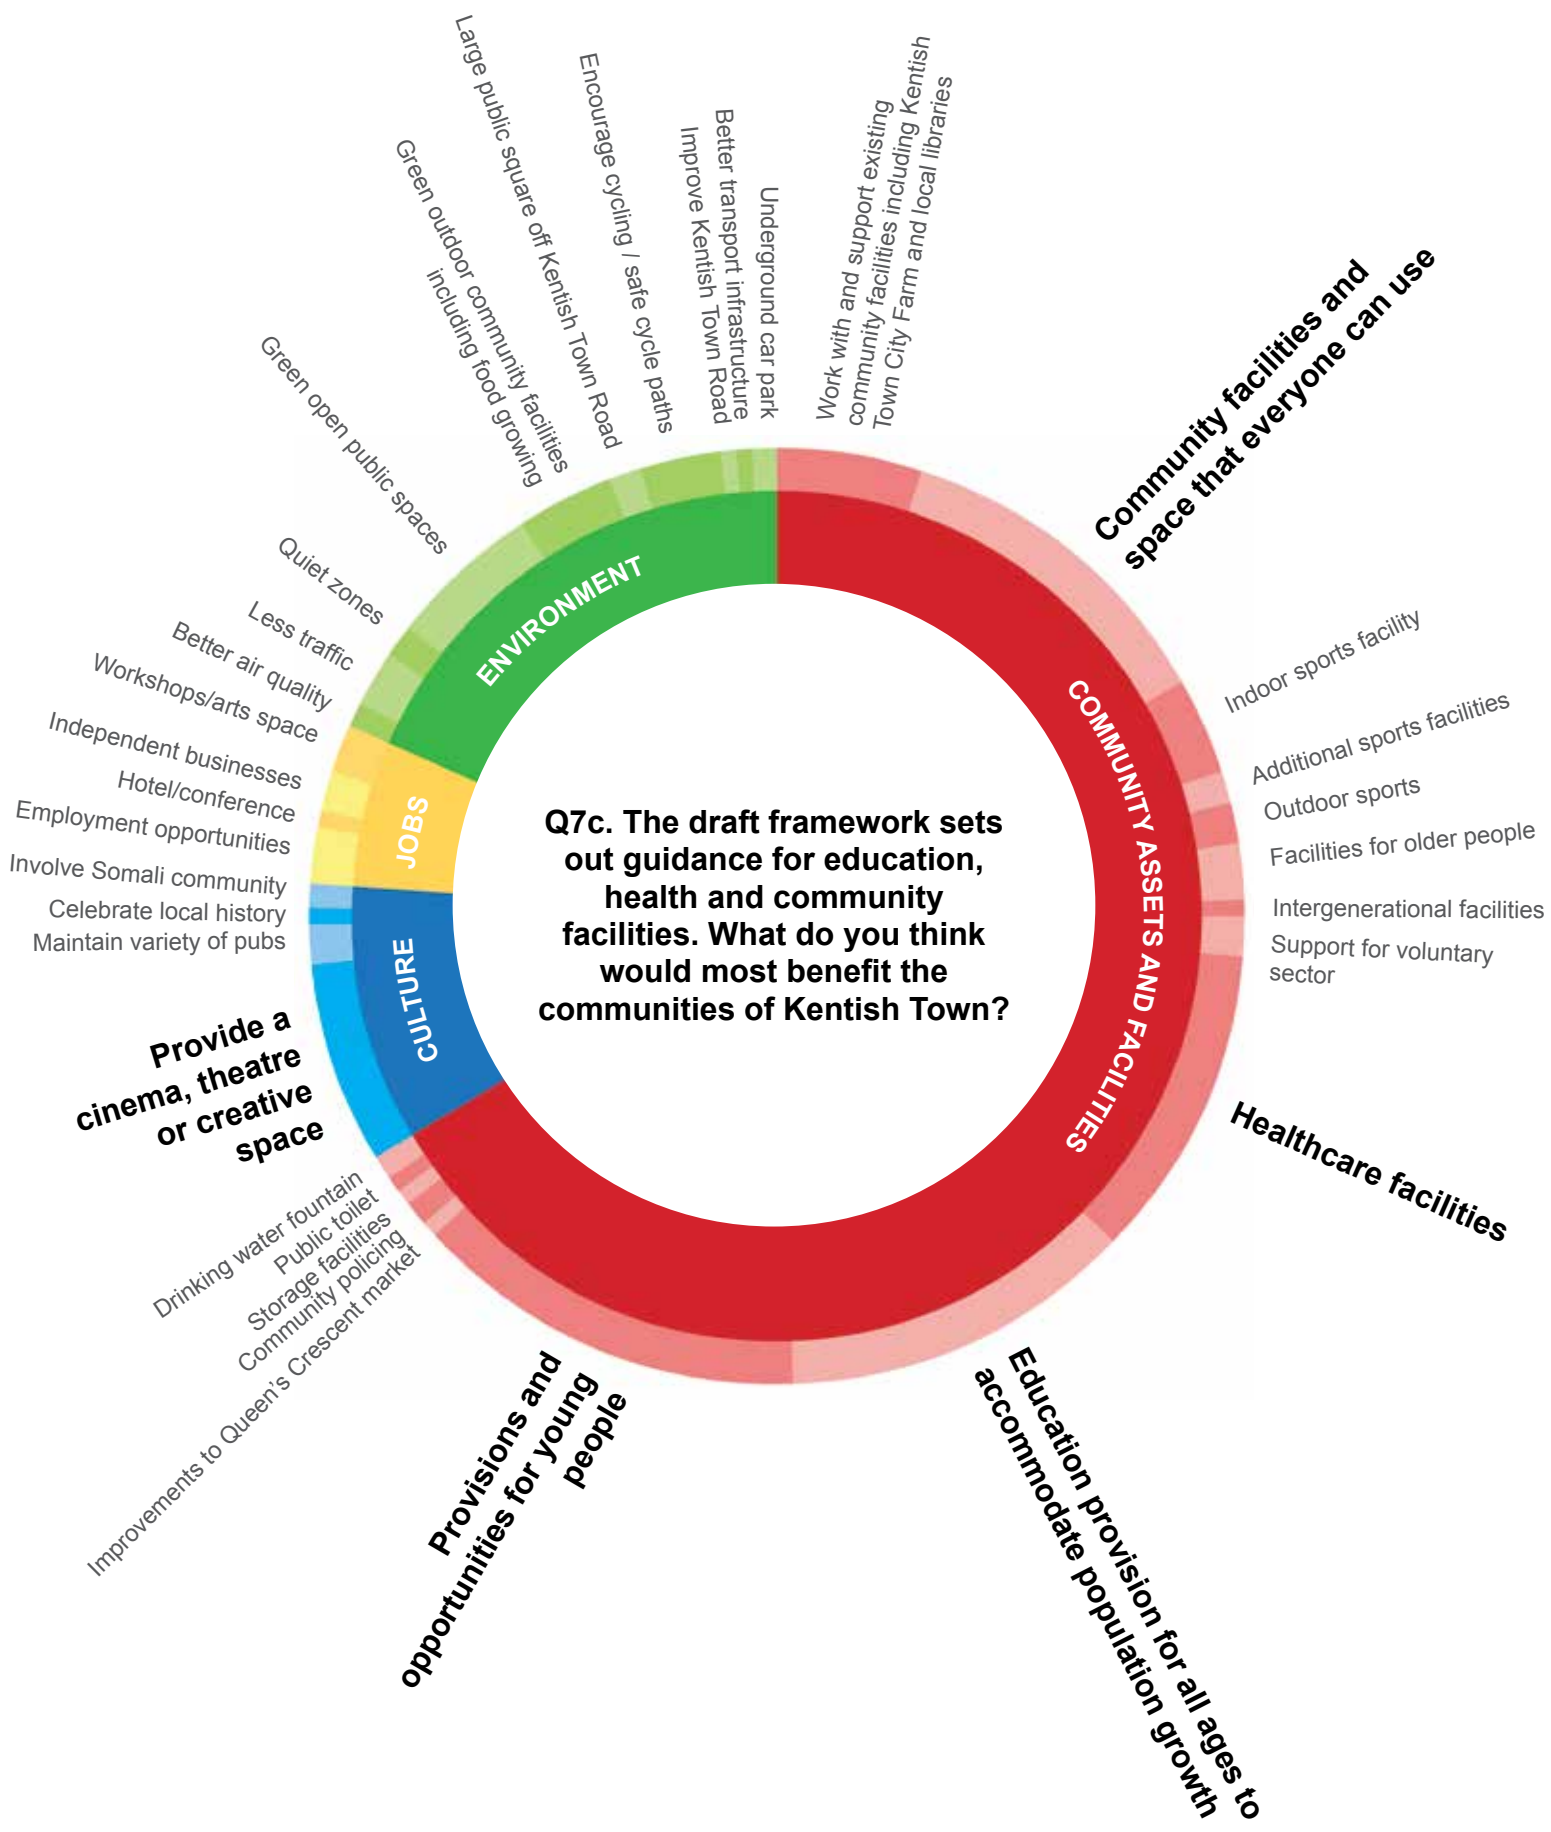 Q7c. The draft framework sets
out guidance for education,
health and community
facilities. What do you think
would most benefit the
communities of Kentish Town?
COMMUNITY ASSETS AND FACILITIES
Work with and support existing
community facilities including Kentish
Town City Farm and local libraries
Community facilities and
space that everyone can use
Indoor sports facility
Additional sports facilities
Outdoor sports
Facilities for older people
Intergenerational facilities
Support for voluntary
sector
Healthcare facilities
Education provision for all ages to
accommodate population growth
Provisions and
opportunities for young
people
Improvements to Queen's Crescent market
Community policing
Storage facilities
Public toilet
Drinking water fountain
CULTURE
Provide a
cinema, theatre
or creative
space
Maintain variety of pubs
Celebrate local history
Involve Somali community
JOBS
Employment opportunities
Hotel/conference
Independent businesses
Workshops/arts space
ENVIRONMENT
Better air quality
Less traffic
Quiet zones
Green open public spaces
Green outdoor community facilities
including food growing
Large public square off Kentish Town Road
Encourage cycling / safe cycle paths
Improve Kentish Town Road
Better transport infrastructure
Underground car park